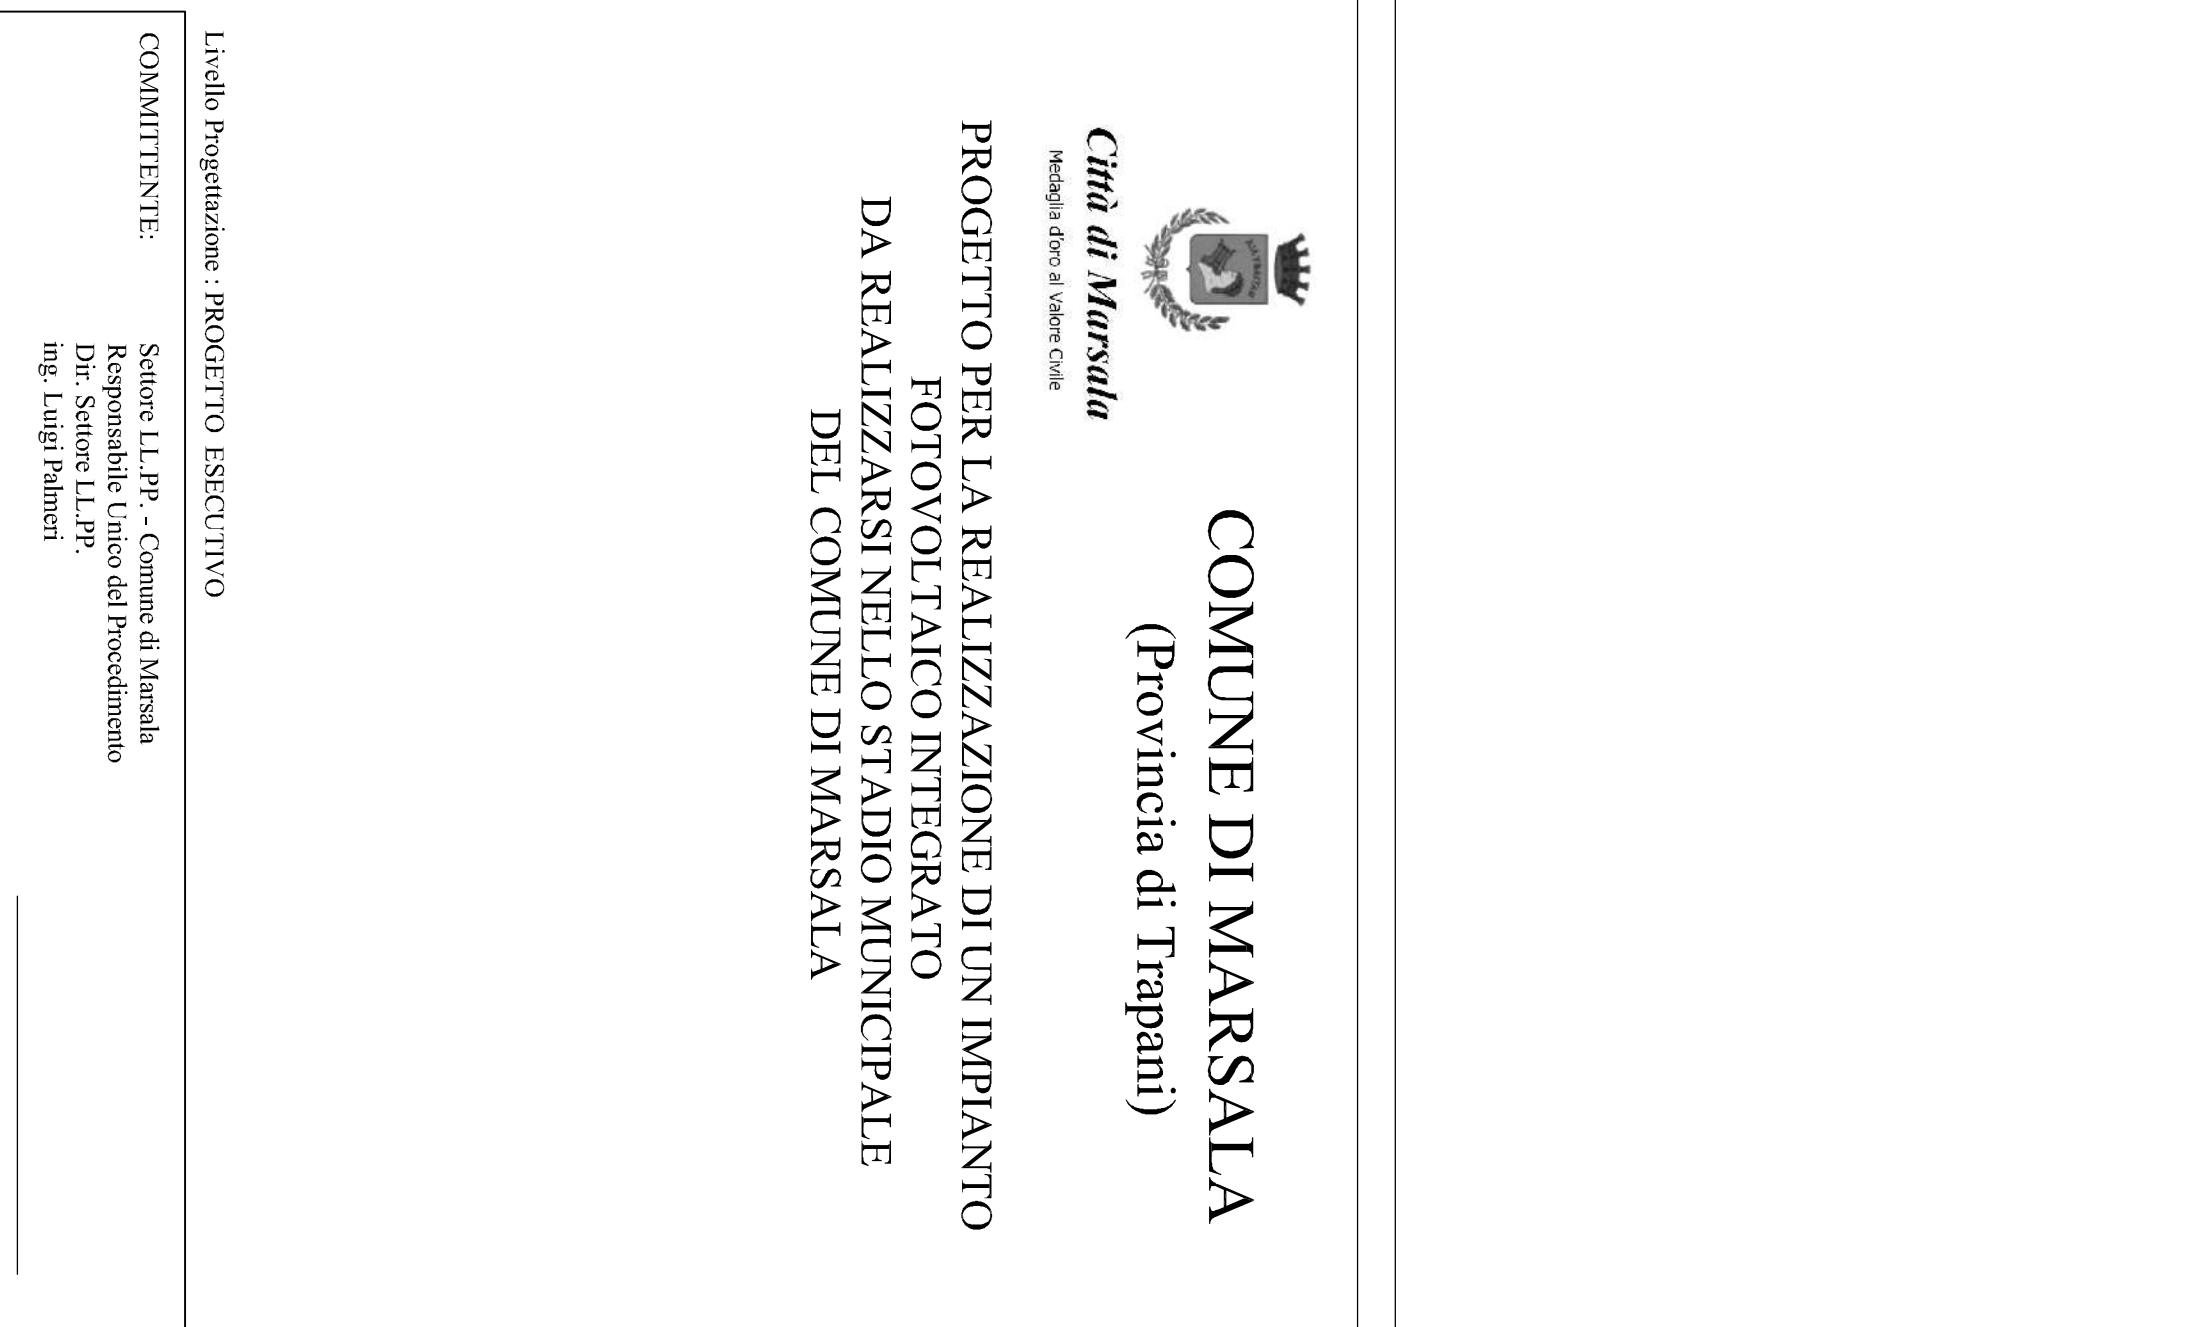 COMUNE DI MARSALA
(Provincia di Trapani)
Città di Marsala
Medaglia d'oro al Valore Civile
PROGETTO PER LA REALIZZAZIONE DI UN IMPIANTO
FOTOVOLTAICO INTEGRATO
DA REALIZZARSI NELLO STADIO MUNICIPALE
DEL COMUNE DI MARSALA
Livello Progettazione : PROGETTO ESECUTIVO
COMMITTENTE: Settore LL.PP. - Comune di Marsala
Responsabile Unico del Procedimento
Dir. Settore LL.PP.
ing. Luigi Palmeri